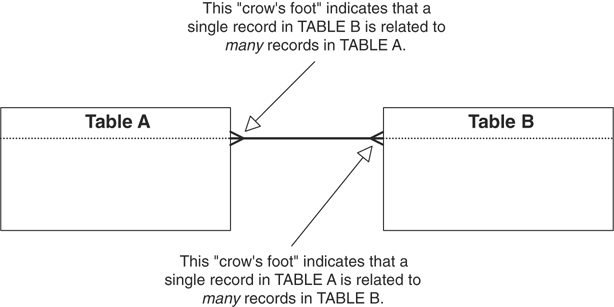 This "crow's foot" indicates that a
single record in TABLE B is related to
many records in TABLE A.
Table A
Table B
This "crow's foot" indicates that a
single record in TABLE A is related to
many records in TABLE B.